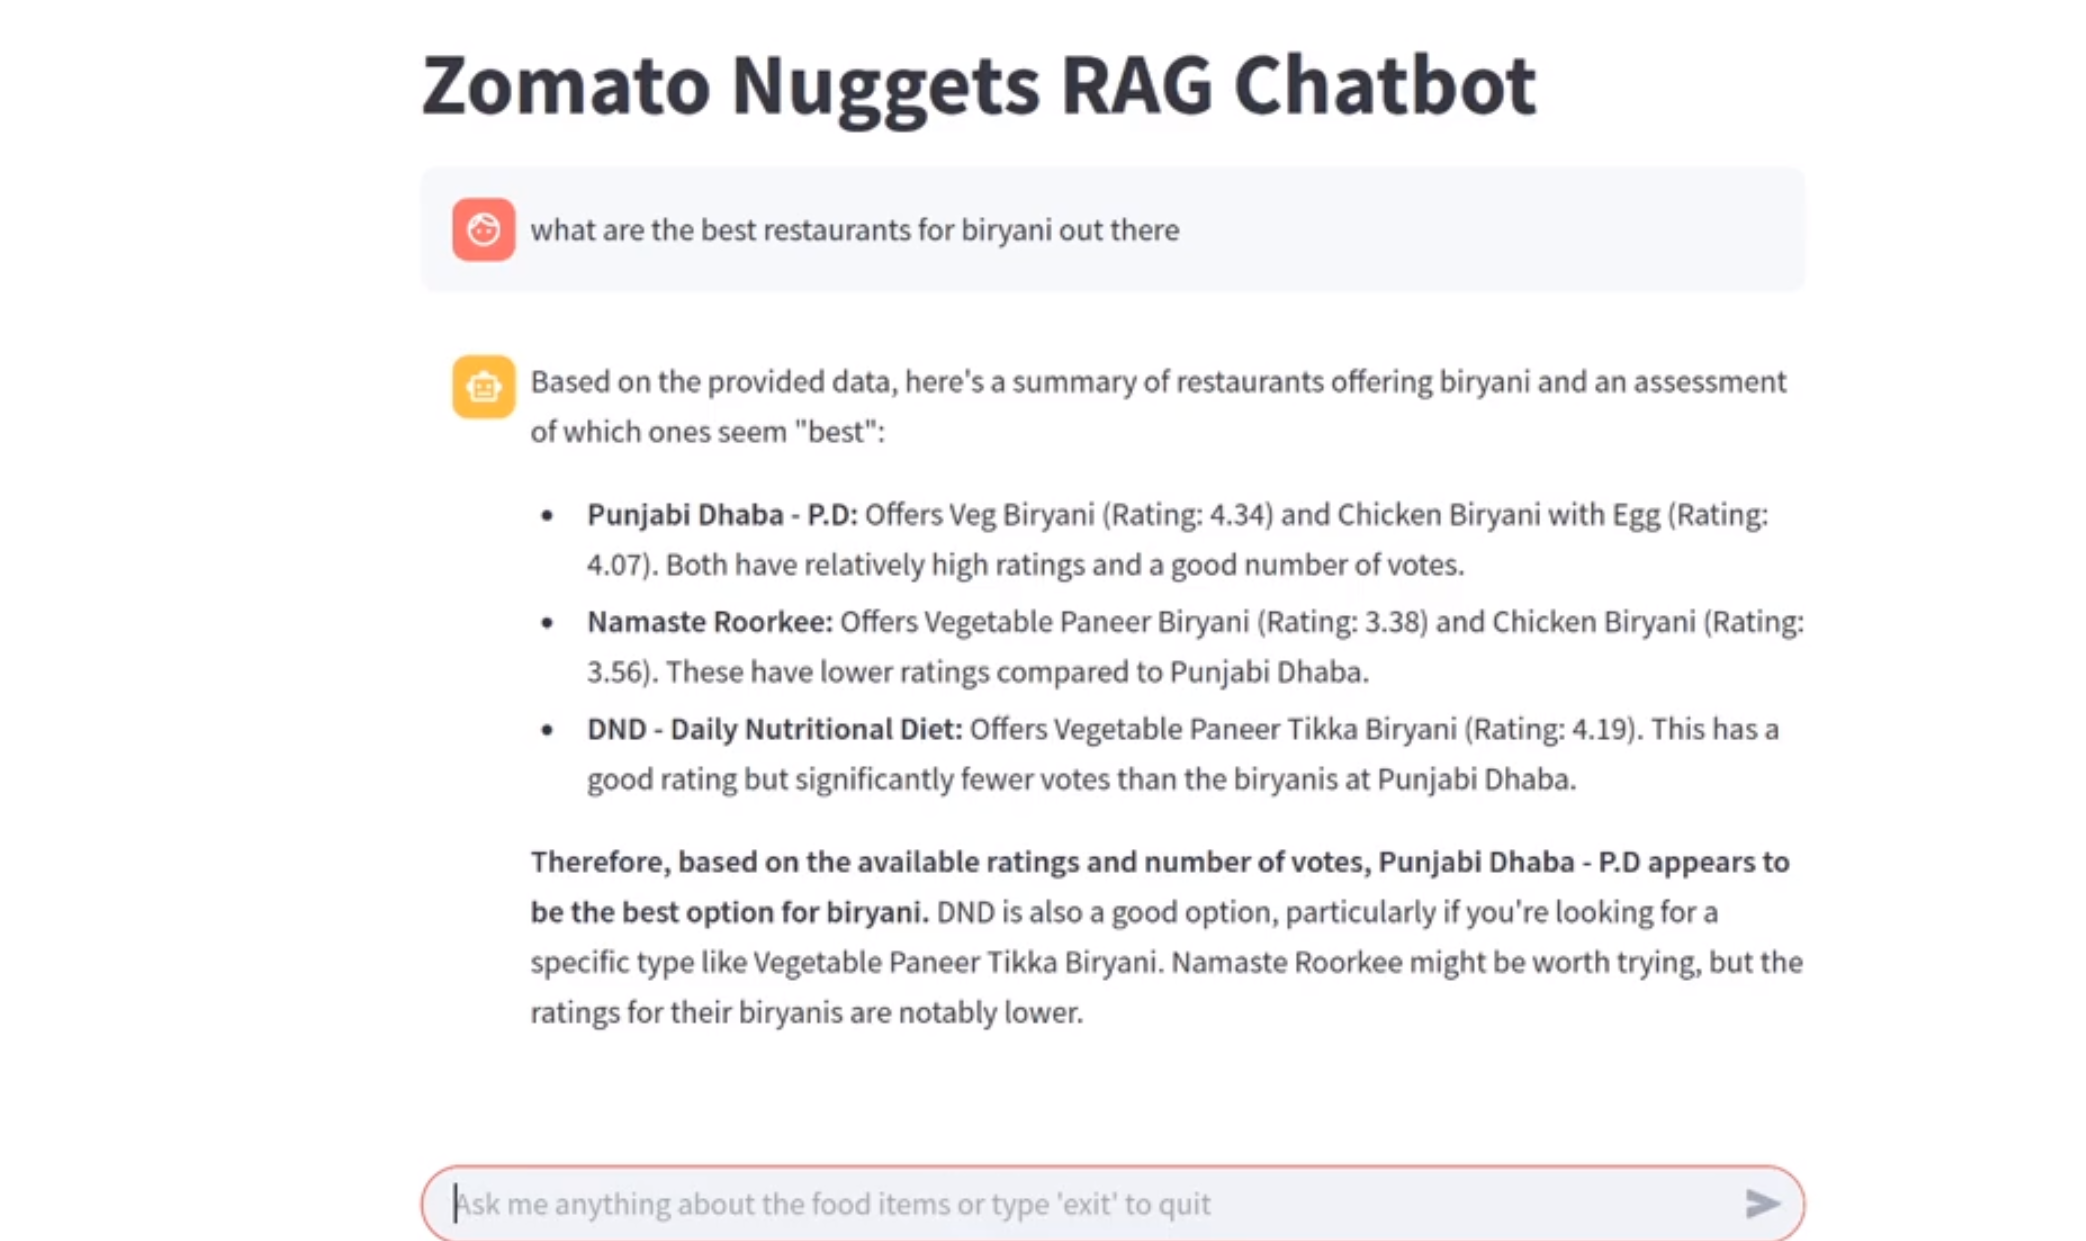 Zomato Nuggets RAG Chatbot
what are the best restaurants for biryani out there
Based on the provided data, here's a summary of restaurants offering biryani and an assessment
of which ones seem "best":
• Punjabi Dhaba - P.D: Offers Veg Biryani (Rating: 4.34) and Chicken Biryani with Egg (Rating:
4.07). Both have relatively high ratings and a good number of votes.
• Namaste Roorkee: Offers Vegetable Paneer Biryani (Rating: 3.38) and Chicken Biryani (Rating:
3.56). These have lower ratings compared to Punjabi Dhaba.
• DND - Daily Nutritional Diet: Offers Vegetable Paneer Tikka Biryani (Rating: 4.19). This has a
good rating but significantly fewer votes than the biryanis at Punjabi Dhaba.
Therefore, based on the available ratings and number of votes, Punjabi Dhaba - P.D appears to
be the best option for biryani. DND is also a good option, particularly if you're looking for a
specific type like Vegetable Paneer Tikka Biryani. Namaste Roorkee might be worth trying, but the
ratings for their biryanis are notably lower.
Ask me anything about the food items or type 'exit' to quit